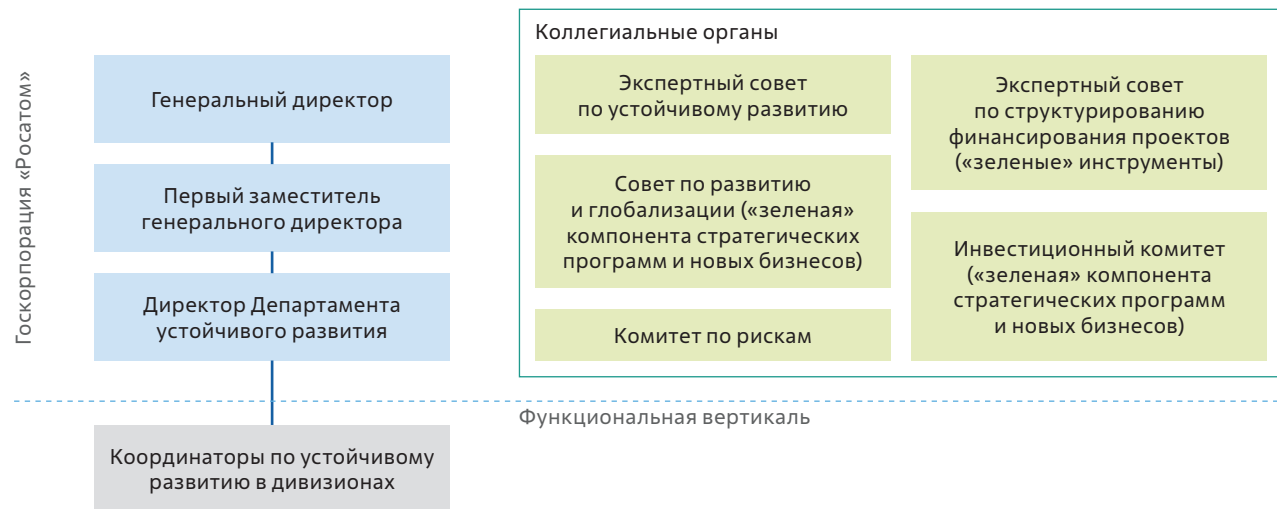 Госкорпорация «Росатом»
Генеральный директор
Первый заместитель
генерального директора
Директор Департамента
устойчивого развития
Координаторы по устойчивому
развитию в дивизионах
Коллегиальные органы
Экспертный совет
по устойчивому развитию
Совет по развитию
и глобализации («зеленая»
компонента стратегических
программ и новых бизнесов)
Комитет по рискам
Экспертный совет
по структурированию
финансирования проектов
(«зеленые» инструменты)
Инвестиционный комитет
(«зеленая» компонента
стратегических программ
и новых бизнесов)
Функциональная вертикаль